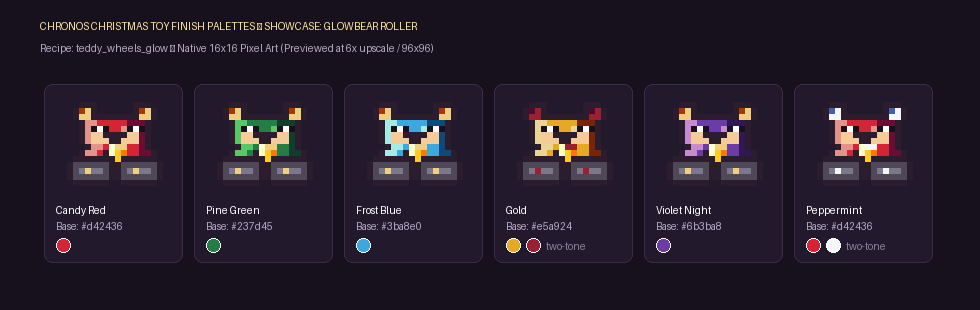 CHRONOS CHRISTMAS TOY FINISH PALETTES ▯ SHOWCASE: GLOWBEAR ROLLER
Recipe: teddy_wheels_glow ▯ Native 16x16 Pixel Art (Previewed at 6x upscale / 96x96)
Candy Red
Base: #d42436
Pine Green
Base: #237d45
Frost Blue
Base: #3ba8e0
Gold
Base: #e5a924
two-tone
Violet Night
Base: #6b3ba8
Peppermint
Base: #d42436
two-tone